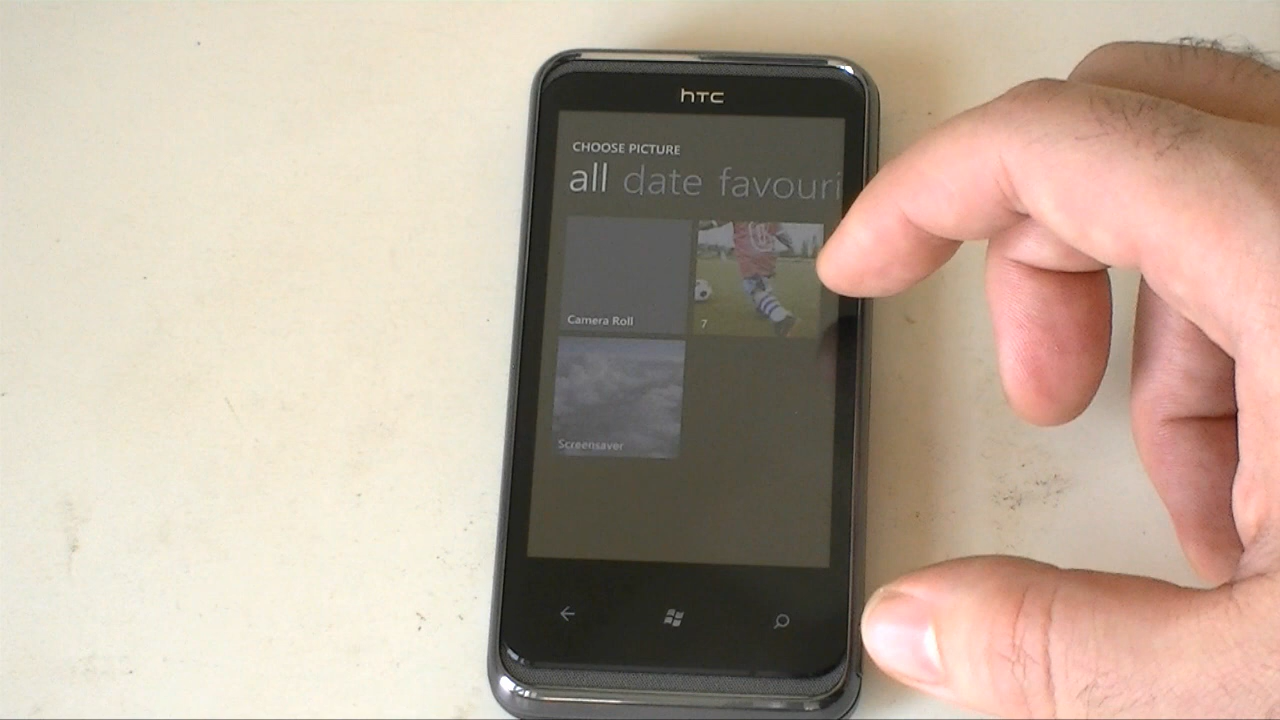 hTC
CHOOSE PICTURE
all date favouri
Camera Roll
7
Screensaver